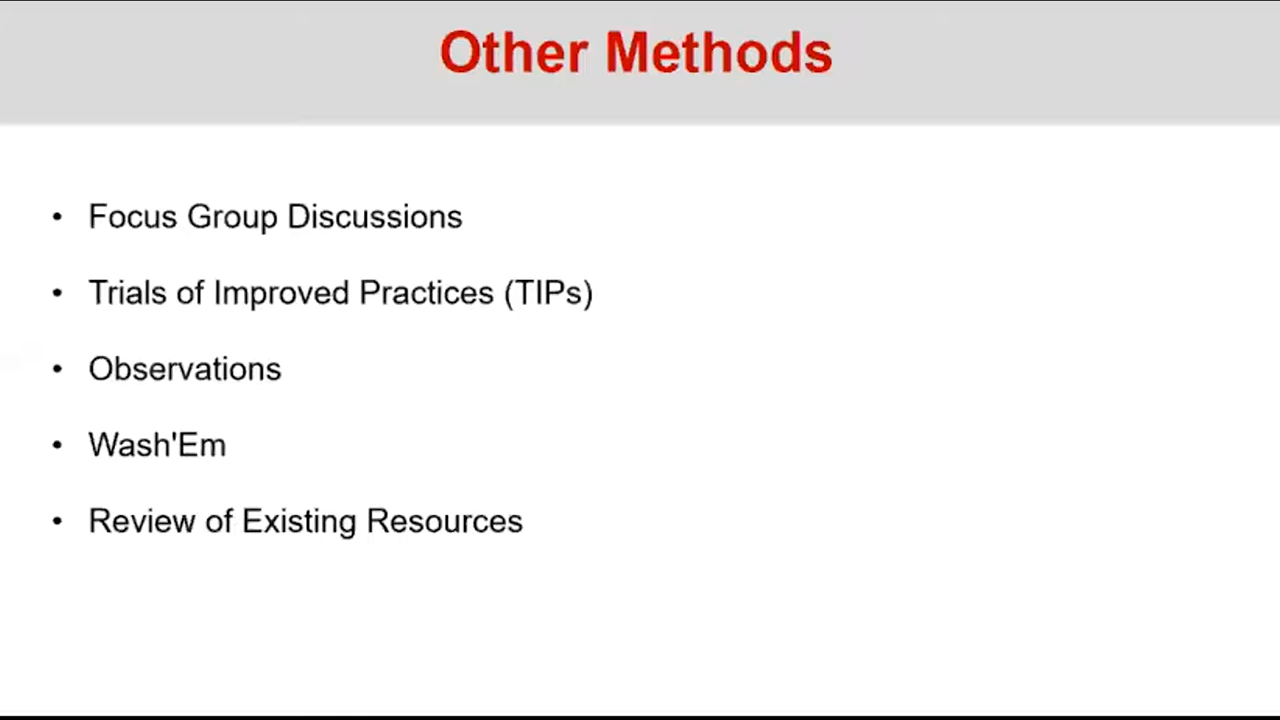 Other Methods
• Focus Group Discussions
• Trials of Improved Practices (TIPs)
• Observations
• Wash'Em
• Review of Existing Resources